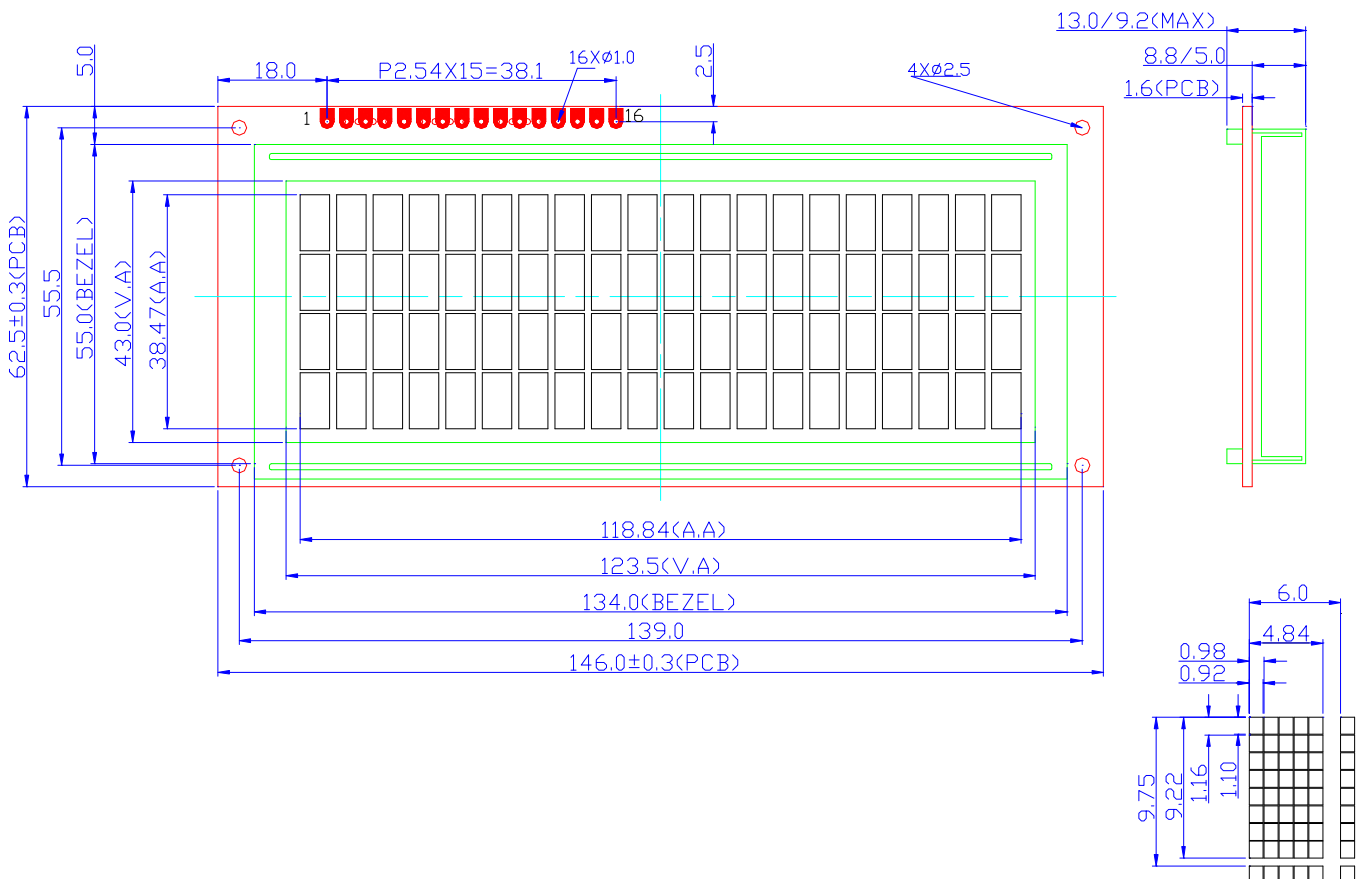 13.0/9.2(MAX)
8.8/5.0
1.6(PCB)
5.0
18.0
P2.54X15=38.1
16XØ1.0
2.5
4XØ2.5
1
16
62.5±0.3(PCB)
55.5
55.0(BEZEL)
43.0(V.A)
38.47(A.A)
118.84(A.A)
123.5(V.A)
134.0(BEZEL)
139.0
146.0±0.3(PCB)
6.0
4.84
0.98
0.92
9.75
9.22
1.16
1.10